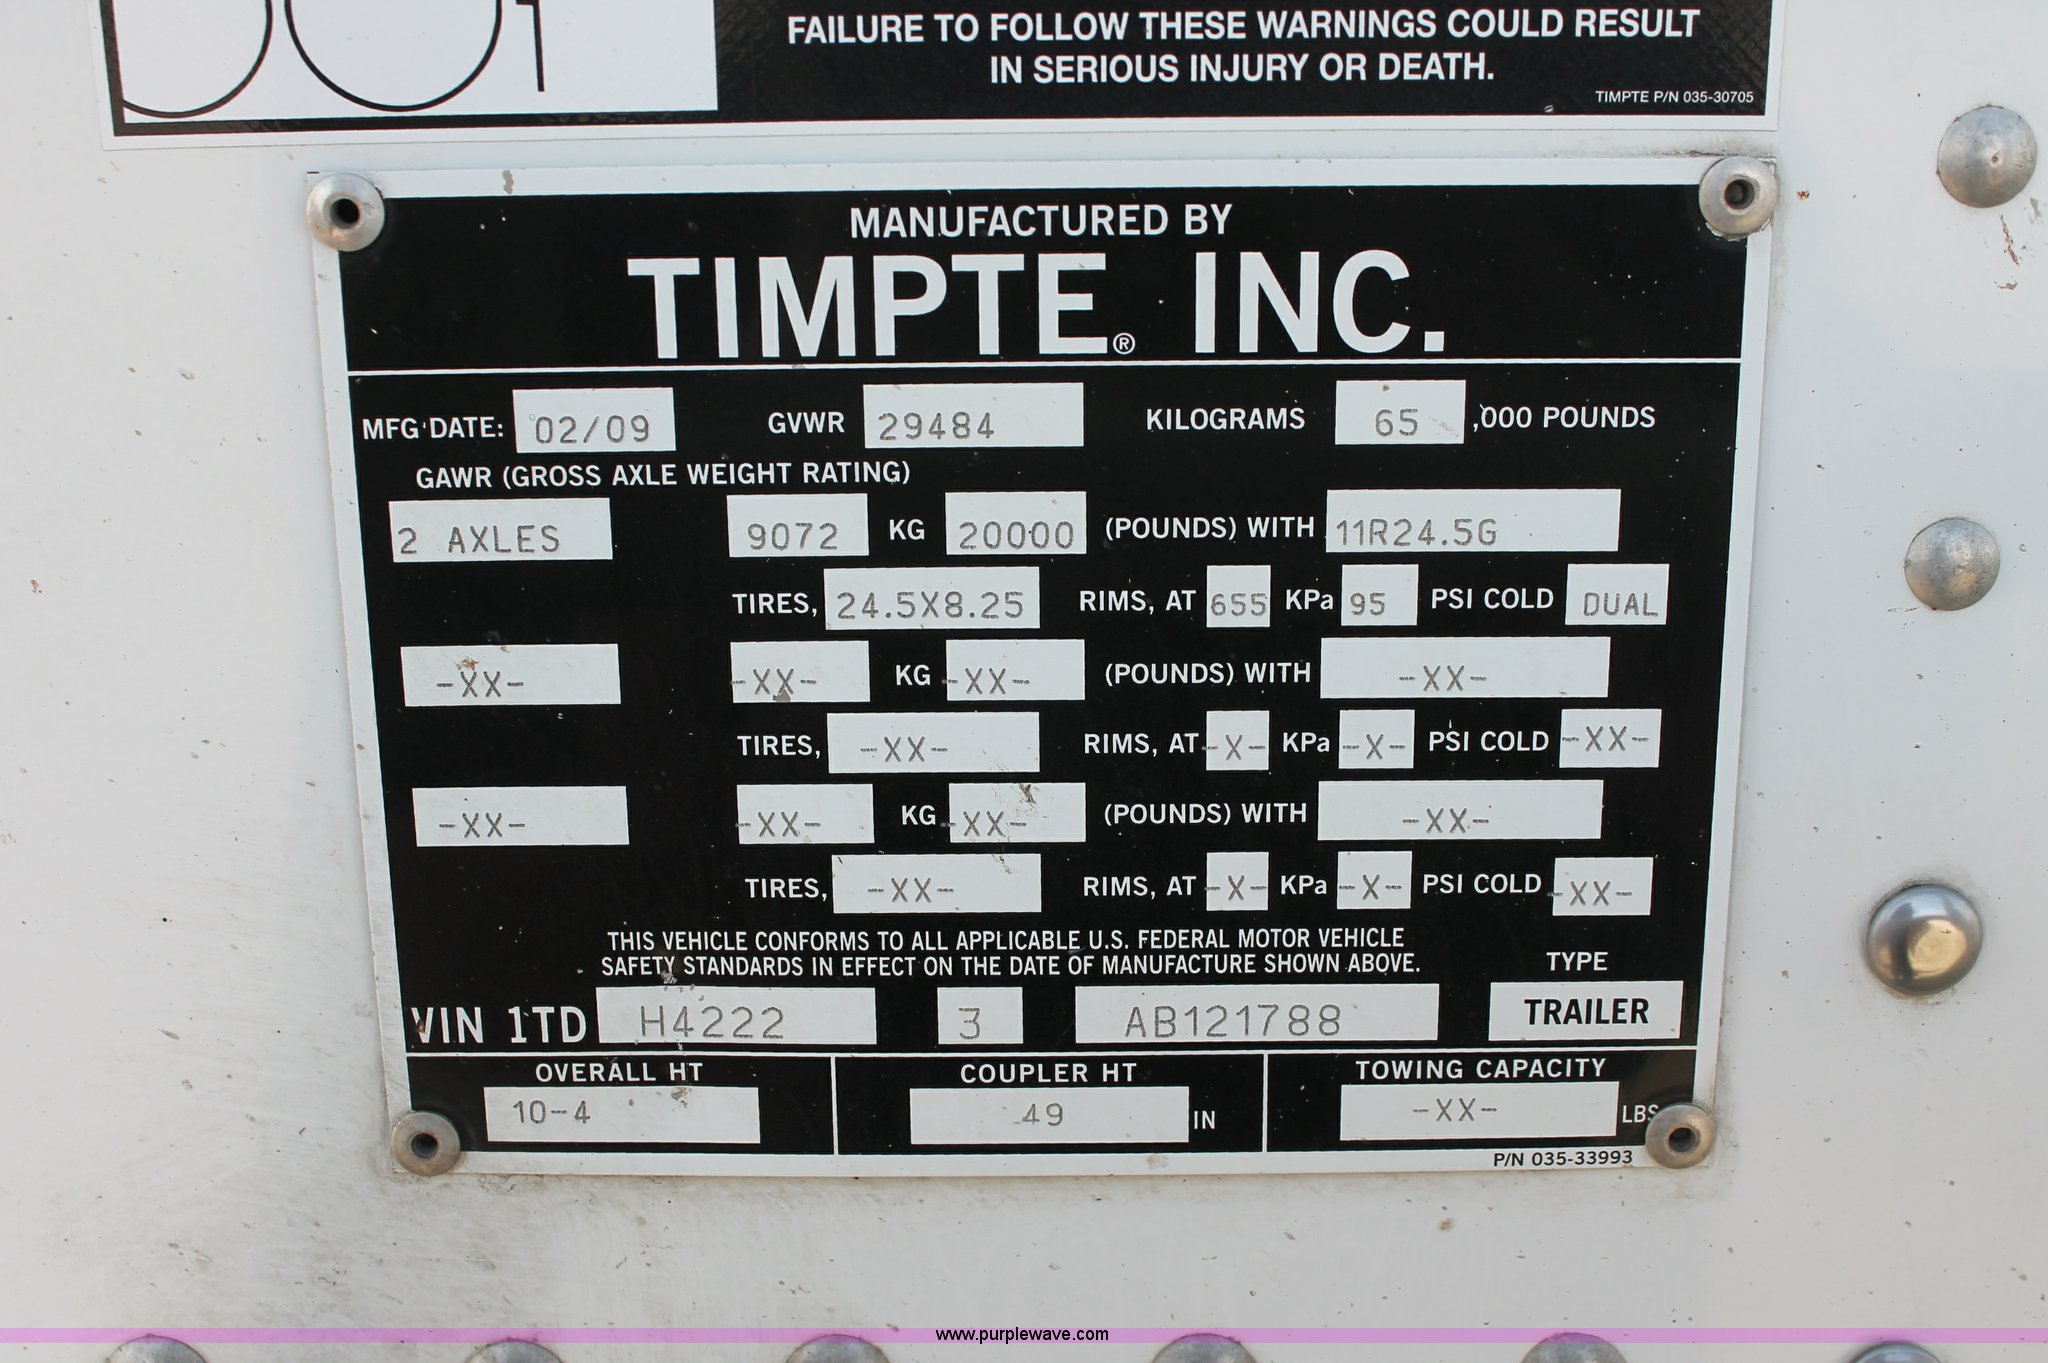 FAILURE TO FOLLOW THESE WARNINGS COULD RESULT
IN SERIOUS INJURY OR DEATH.
TIMPTE P/N 035-30705
MANUFACTURED BY
TIMPTE® INC.
MFG DATE: 02/09 GVWR 29484 KILOGRAMS 65 ,000 POUNDS
GAWR (GROSS AXLE WEIGHT RATING)
2 AXLES 9072 KG 20000 (POUNDS) WITH 11R24.5G
TIRES, 24.5X8.25 RIMS, AT 655 KPa 95 PSI COLD DUAL
-XX- -XX- KG -XX- (POUNDS) WITH -XX-
TIRES, -XX- RIMS, AT -X- KPa -X- PSI COLD -XX-
-XX- -XX- KG -XX- (POUNDS) WITH -XX-
TIRES, -XX- RIMS, AT -X- KPa -X- PSI COLD -XX-
THIS VEHICLE CONFORMS TO ALL APPLICABLE U.S. FEDERAL MOTOR VEHICLE
SAFETY STANDARDS IN EFFECT ON THE DATE OF MANUFACTURE SHOWN ABOVE.
TYPE
VIN 1TD H4222 3 AB121788 TRAILER
OVERALL HT COUPLER HT TOWING CAPACITY
10-4 49 IN -XX- LBS
P/N 035-33993
www.purplewave.com